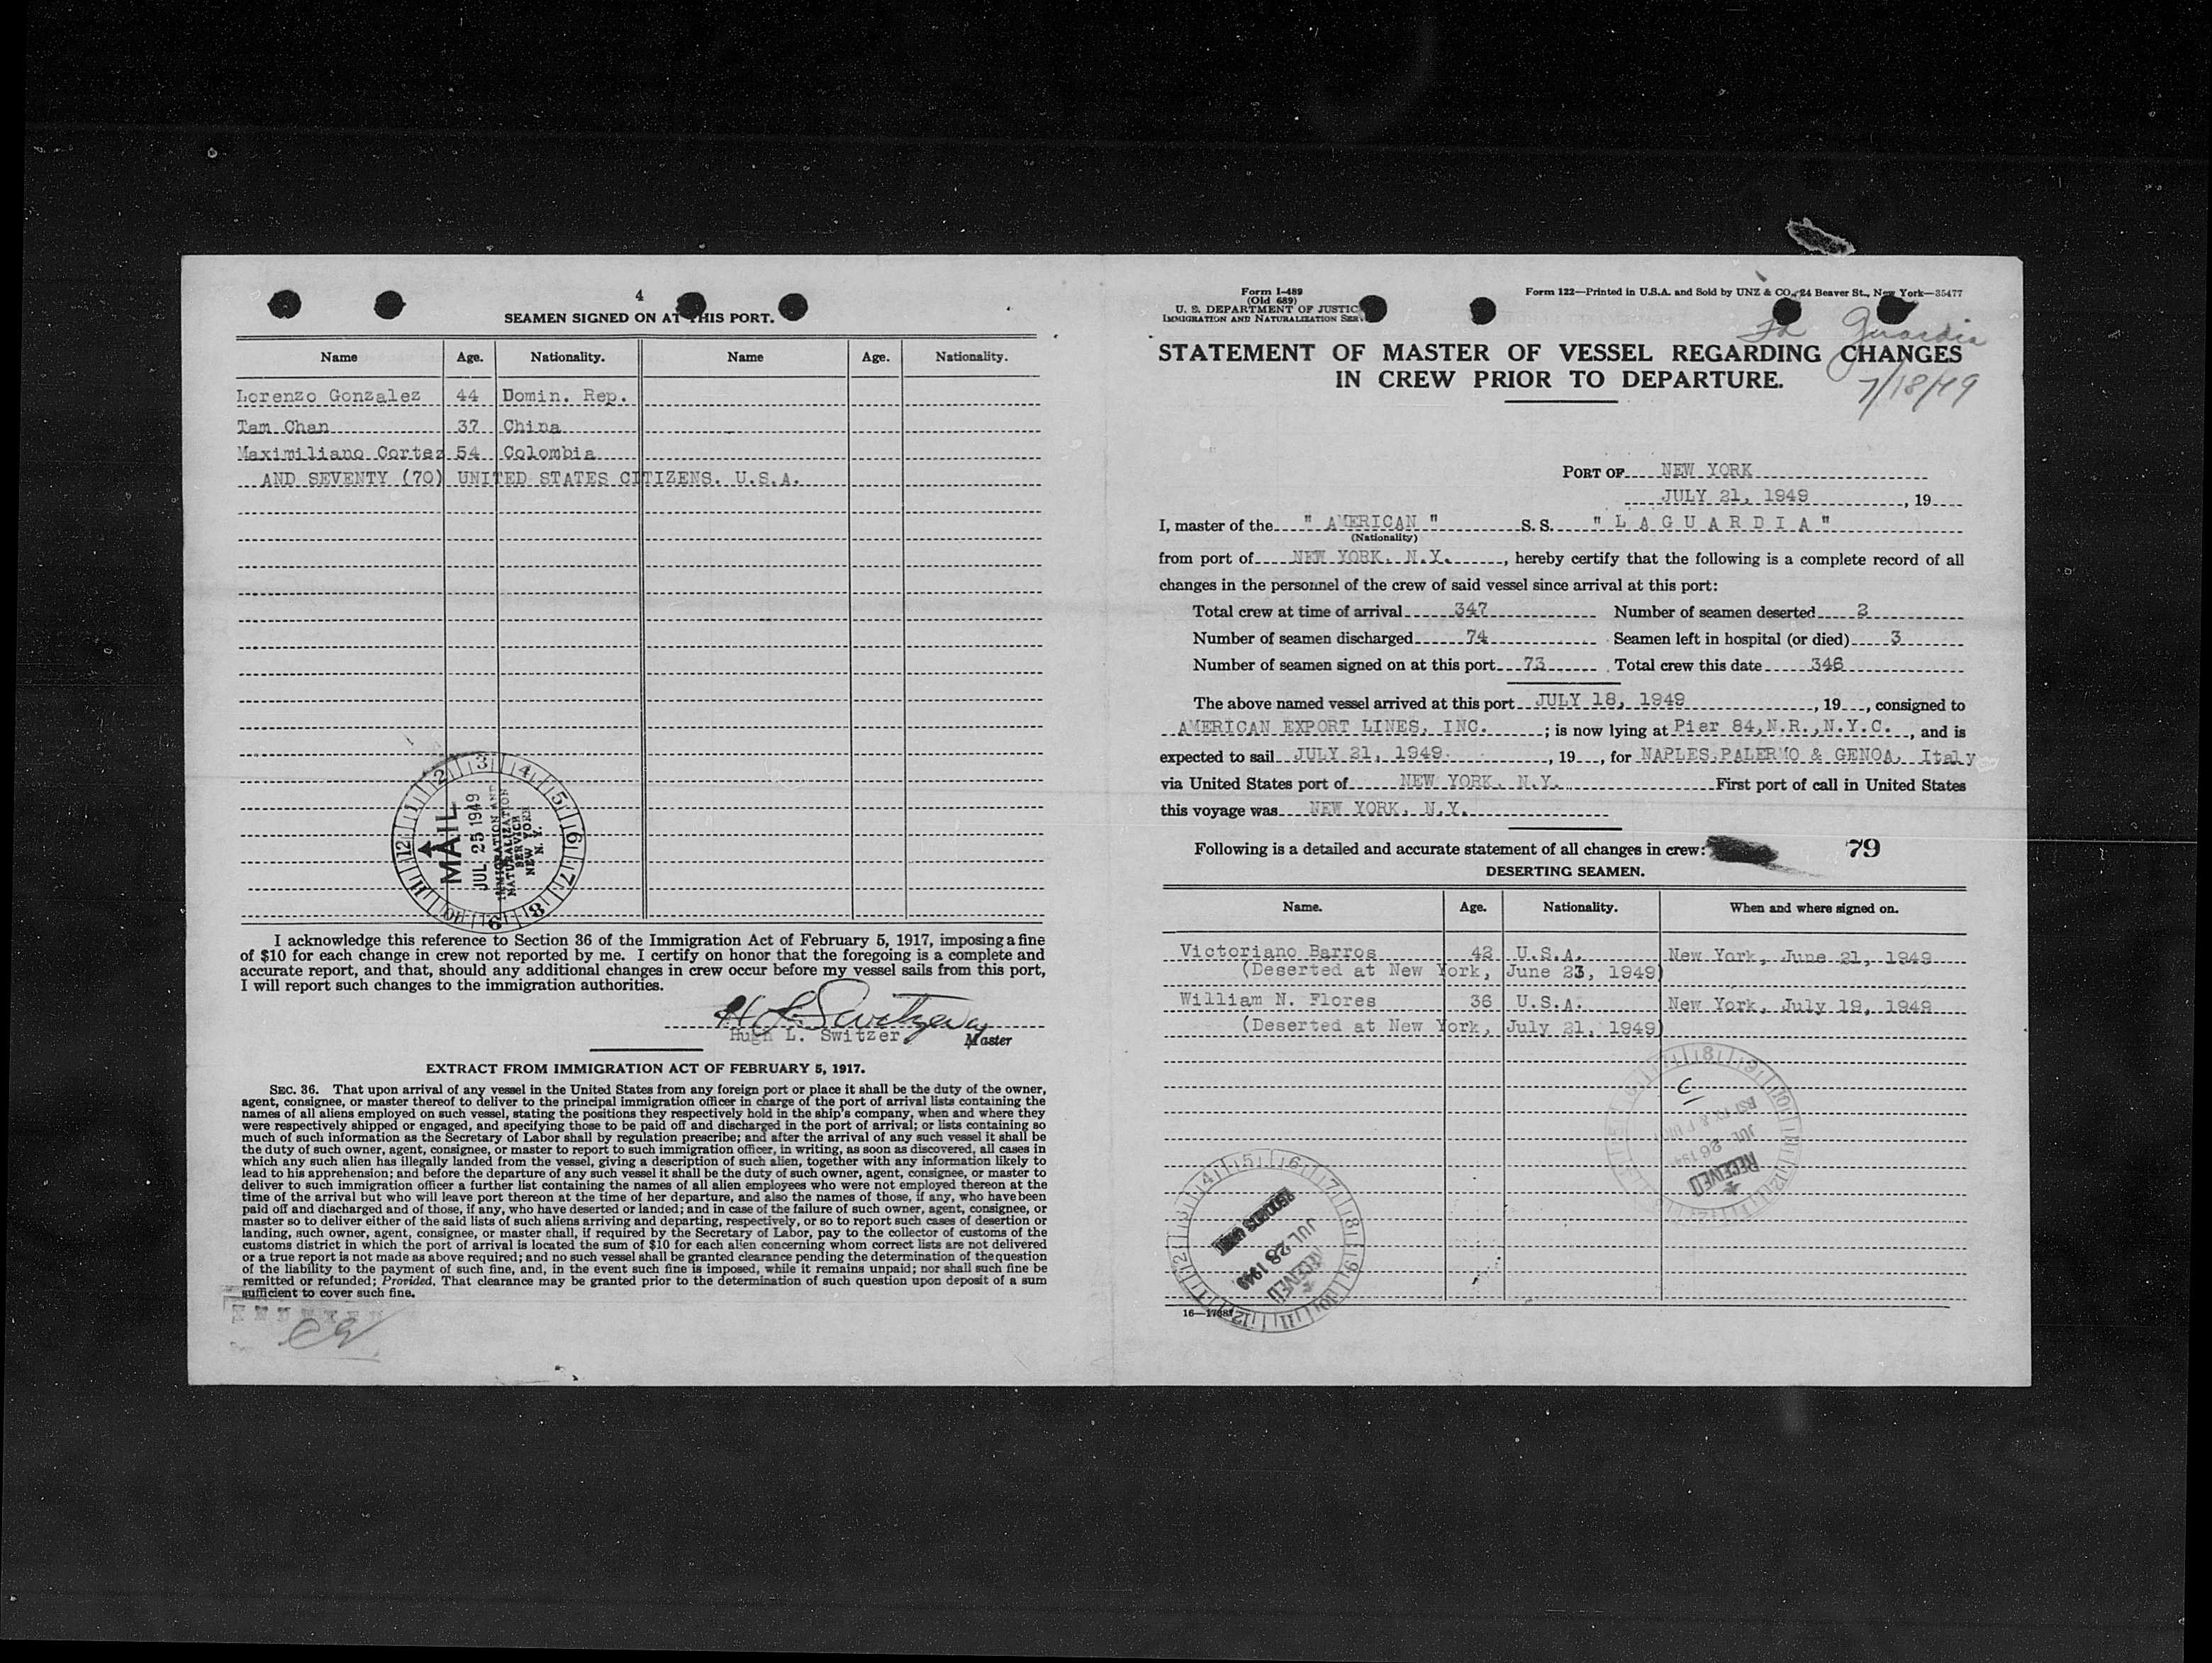 4
SEAMEN SIGNED ON AT THIS PORT.
Name Age. Nationality. Name Age. Nationality.
Lorenzo Gonzalez 44 Domin. Rep.
Tam Chan 37 China
Maximiliano Cortez 54 Colombia
AND SEVENTY (70) UNITED STATES CITIZENS. U.S.A.
12 1 2 3 4 5 6 7 8 9 10 11
MAIL
JUL 25 1949
IMMIGRATION AND
NATURALIZATION
SERVICE
NEW YORK
N. Y.
I acknowledge this reference to Section 36 of the Immigration Act of February 5, 1917, imposing a fine
of $10 for each change in crew not reported by me. I certify on honor that the foregoing is a complete and
accurate report, and that, should any additional changes in crew occur before my vessel sails from this port,
I will report such changes to the immigration authorities.
H L Switzer
Hugh L. Switzer Master
EXTRACT FROM IMMIGRATION ACT OF FEBRUARY 5, 1917.
SEC. 36. That upon arrival of any vessel in the United States from any foreign port or place it shall be the duty of the owner,
agent, consignee, or master thereof to deliver to the principal immigration officer in charge of the port of arrival lists containing the
names of all aliens employed on such vessel, stating the positions they respectively hold in the ship's company, when and where they
were respectively shipped or engaged, and specifying those to be paid off and discharged in the port of arrival; or lists containing so
much of such information as the Secretary of Labor shall by regulation prescribe; and after the arrival of any such vessel it shall be
the duty of such owner, agent, consignee, or master to report to such immigration officer, in writing, as soon as discovered, all cases in
which any such alien has illegally landed from the vessel, giving a description of such alien, together with any information likely to
lead to his apprehension; and before the departure of any such vessel it shall be the duty of such owner, agent, consignee, or master to
deliver to such immigration officer a further list containing the names of all alien employees who were not employed thereon at the
time of the arrival but who will leave port thereon at the time of her departure, and also the names of those, if any, who have been
paid off and discharged and of those, if any, who have deserted or landed; and in case of the failure of such owner, agent, consignee, or
master so to deliver either of the said lists of such aliens arriving and departing, respectively, or so to report such cases of desertion or
landing, such owner, agent, consignee, or master shall, if required by the Secretary of Labor, pay to the collector of customs of the
customs district in which the port of arrival is located the sum of $10 for each alien concerning whom correct lists are not delivered
or a true report is not made as above required; and no such vessel shall be granted clearance pending the determination of the question
of the liability to the payment of such fine, and, in the event such fine is imposed, while it remains unpaid; nor shall such fine be
remitted or refunded; Provided, That clearance may be granted prior to the determination of such question upon deposit of a sum
sufficient to cover such fine.
Form I-489
(Old 689)
U. S. DEPARTMENT OF JUSTIC
IMMIGRATION AND NATURALIZATION SERV
Form 122—Printed in U.S.A. and Sold by UNZ & CO., 24 Beaver St., New York—35477
Guardia
7/18/49
STATEMENT OF MASTER OF VESSEL REGARDING CHANGES
IN CREW PRIOR TO DEPARTURE.
PORT OF NEW YORK
JULY 21, 1949, 19
I, master of the " AMERICAN " S. S. " L A G U A R D I A "
(Nationality)
from port of NEW YORK, N.Y., hereby certify that the following is a complete record of all
changes in the personnel of the crew of said vessel since arrival at this port:
Total crew at time of arrival 347 Number of seamen deserted 2
Number of seamen discharged 74 Seamen left in hospital (or died) 3
Number of seamen signed on at this port 73 Total crew this date 346
The above named vessel arrived at this port JULY 18, 1949, 19, consigned to
AMERICAN EXPORT LINES, INC. ; is now lying at Pier 84, N.R., N.Y.C., and is
expected to sail JULY 21, 1949, 19, for NAPLES, PALERMO & GENOA, Italy
via United States port of NEW YORK, N.Y. First port of call in United States
this voyage was NEW YORK, N.Y.
Following is a detailed and accurate statement of all changes in crew: 79
DESERTING SEAMEN.
Name. Age. Nationality. When and where signed on.
Victoriano Barros 42 U.S.A. New York, June 21, 1949
(Deserted at New York, June 23, 1949)
William N. Flores 36 U.S.A. New York, July 19, 1949
(Deserted at New York, July 21, 1949)
C
JUL 26 194
RECEIVED
RECORDS UNIT
JUL 28 1949
RECEIVED